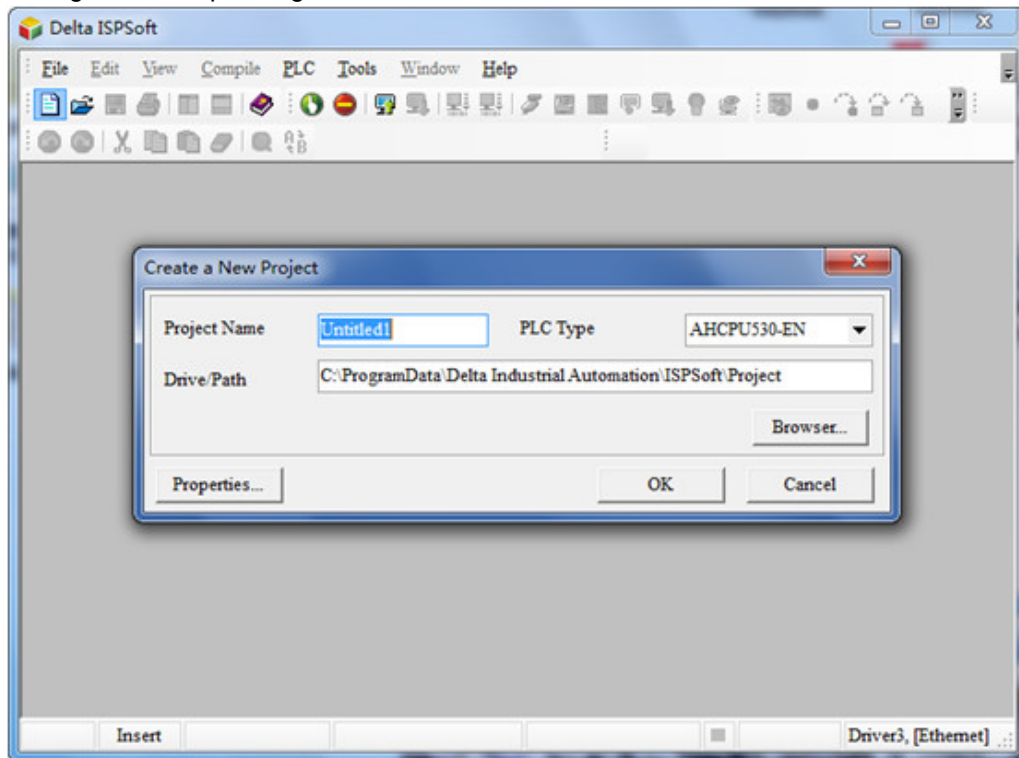 Delta ISPSoft
File Edit View Compile PLC Tools Window Help
Create a New Project
Project Name Untitled1 PLC Type AHCPU530-EN
Drive/Path C:\ProgramData\Delta Industrial Automation\ISPSoft\Project
Browser...
Properties... OK Cancel
Insert Driver3, [Ethernet]